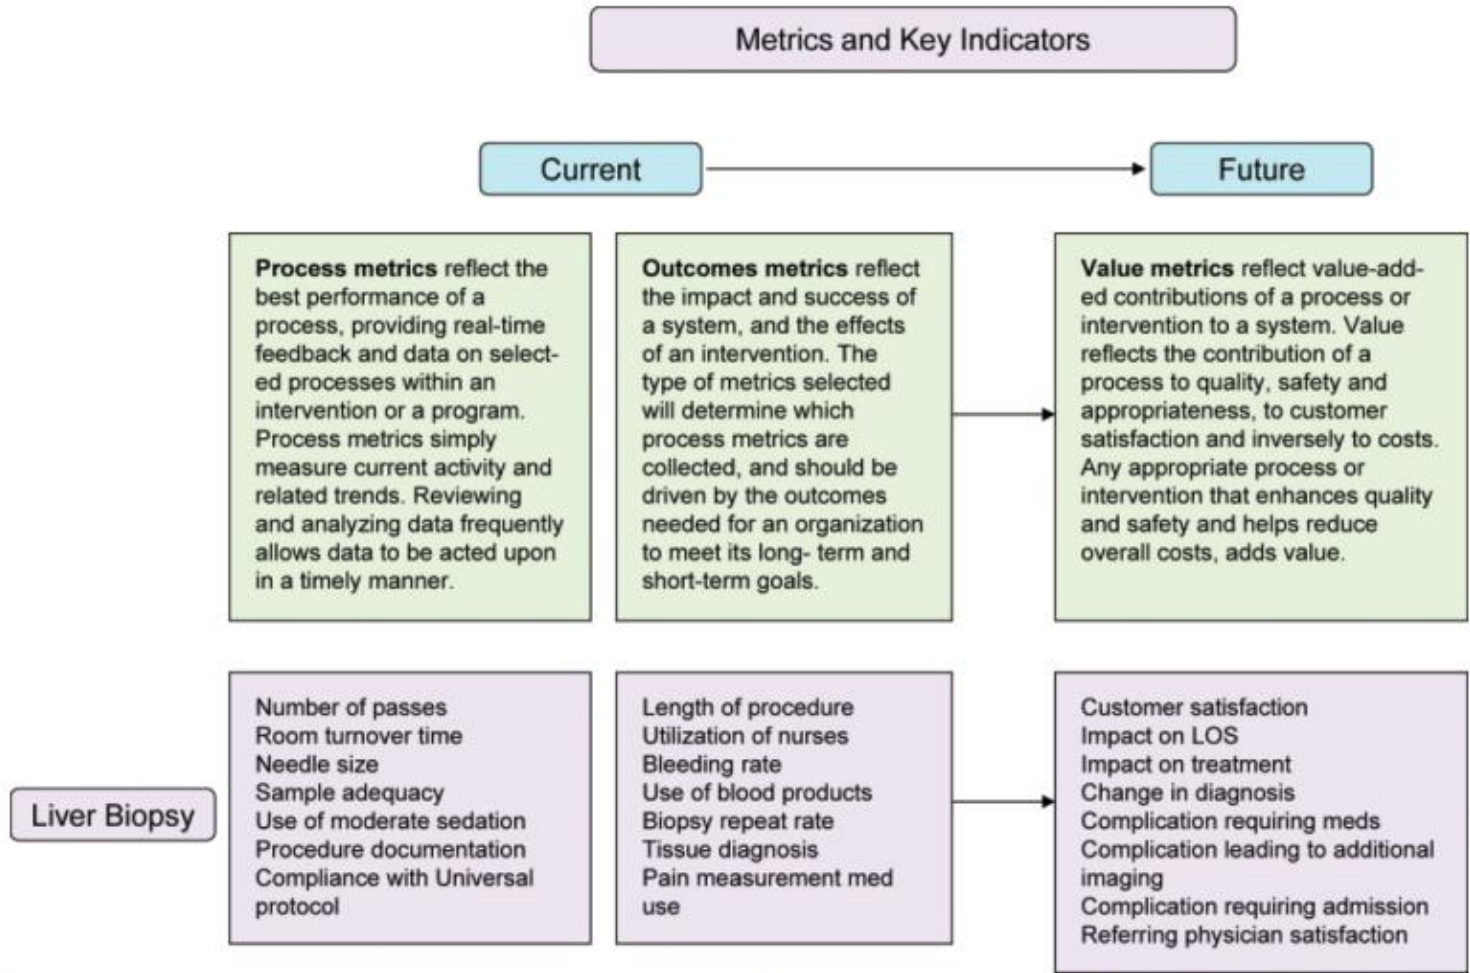 Metrics and Key Indicators
Current
Future
Process metrics reflect the
best performance of a
process, providing real-time
feedback and data on select-
ed processes within an
intervention or a program.
Process metrics simply
measure current activity and
related trends. Reviewing
and analyzing data frequently
allows data to be acted upon
in a timely manner.
Outcomes metrics reflect
the impact and success of
a system, and the effects
of an intervention. The
type of metrics selected
will determine which
process metrics are
collected, and should be
driven by the outcomes
needed for an organization
to meet its long- term and
short-term goals.
Value metrics reflect value-add-
ed contributions of a process or
intervention to a system. Value
reflects the contribution of a
process to quality, safety and
appropriateness, to customer
satisfaction and inversely to costs.
Any appropriate process or
intervention that enhances quality
and safety and helps reduce
overall costs, adds value.
Liver Biopsy
Number of passes
Room turnover time
Needle size
Sample adequacy
Use of moderate sedation
Procedure documentation
Compliance with Universal
protocol
Length of procedure
Utilization of nurses
Bleeding rate
Use of blood products
Biopsy repeat rate
Tissue diagnosis
Pain measurement med
use
Customer satisfaction
Impact on LOS
Impact on treatment
Change in diagnosis
Complication requiring meds
Complication leading to additional
imaging
Complication requiring admission
Referring physician satisfaction